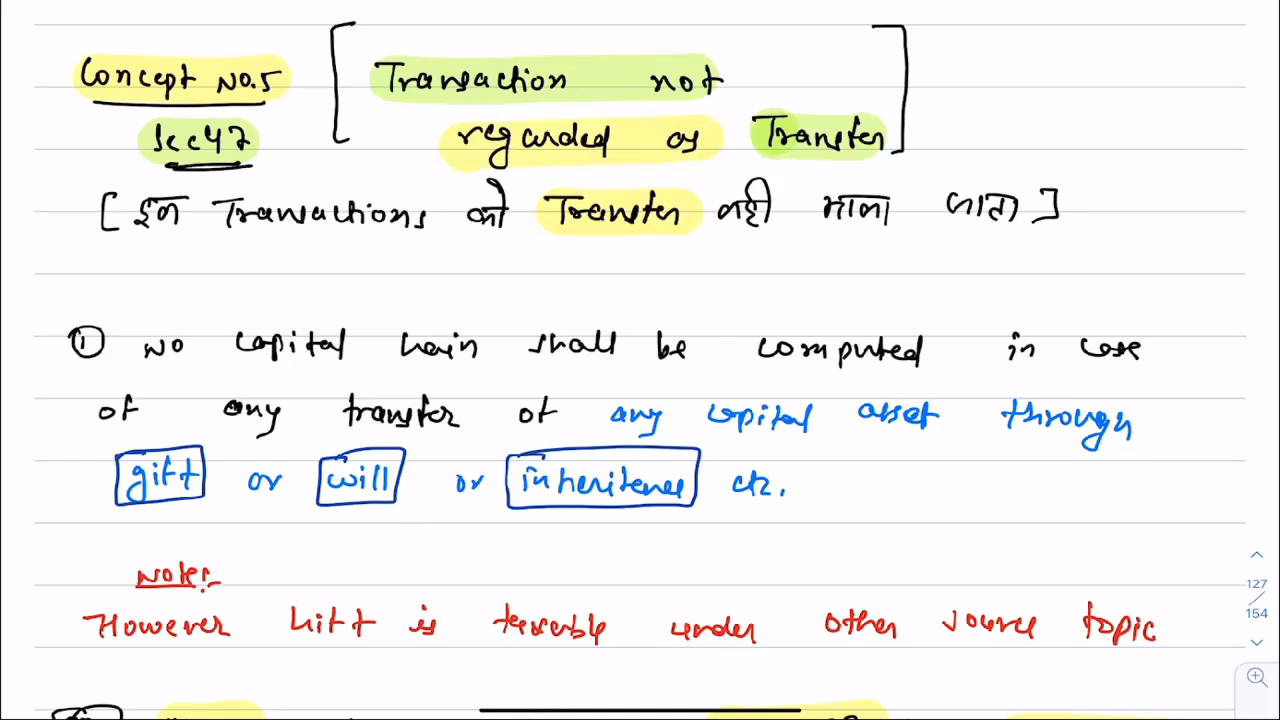 Concept No.5 [ Transaction not
Sec 47 regarded as Transfer ]
[ इन Transactions को Transfer नही माना जाता ]
① No capital Gain shall be computed in case
of any transfer of any capital asset through
gift or will or inheritence etc.
Note:-
However Gift is taxable under other source topic
127
154